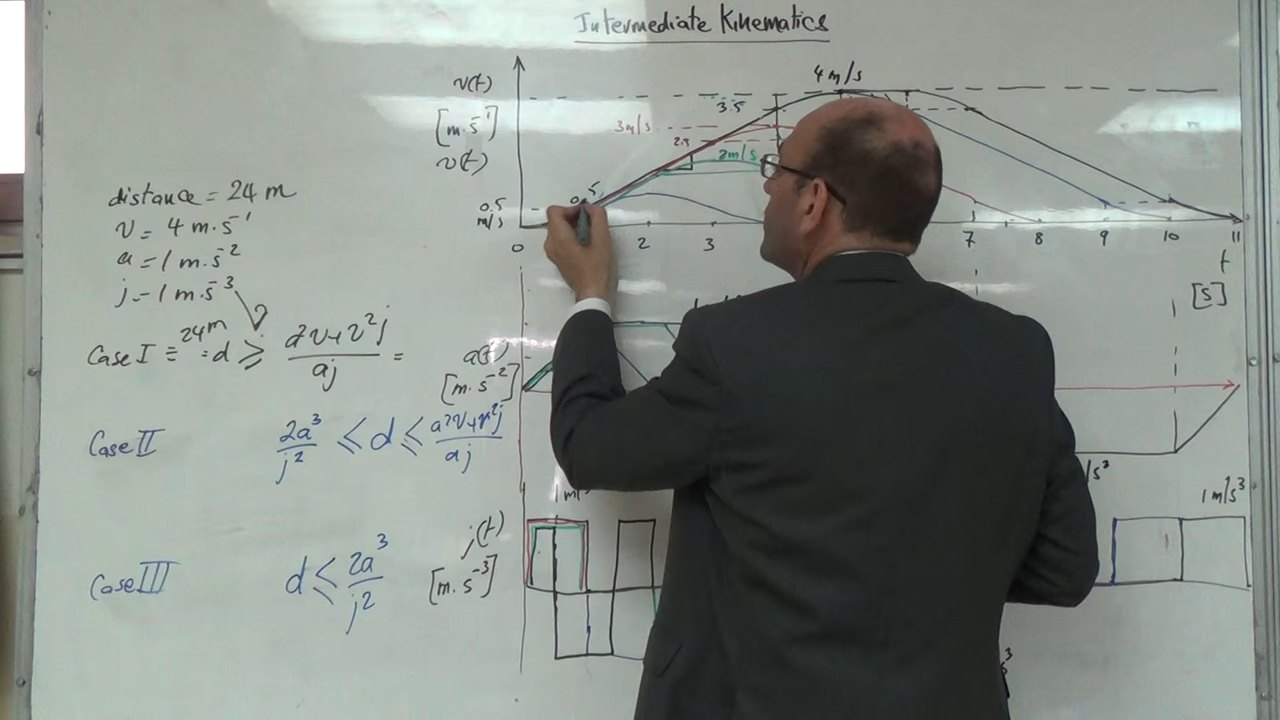 Intermediate Kinematics
v(t)
[m.s⁻¹]
v(t)
4 m/s
3.5
3 m/s
2.5
2 m/s
0.5
0.5
m/s
0 2 3 7 8 9 10 11
t
[s]
distance = 24 m
v = 4 m.s⁻¹
a = 1 m.s⁻²
j = 1 m.s⁻³
?
Case I = 24m = d ⩾ (a²v+v²j)/(aj) =
a(t)
[m.s⁻²]
Case II 2a³/j² ⩽ d ⩽ (a²v+v²j)/(aj)
1 m/s³
Case III d ⩽ 2a³/j²
j(t)
[m.s⁻³]